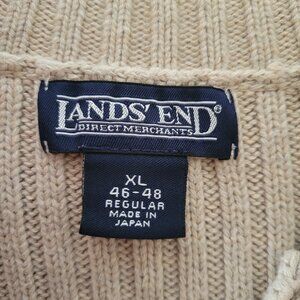 LANDS' END®
DIRECT MERCHANTS
XL
46-48
REGULAR
MADE IN
JAPAN